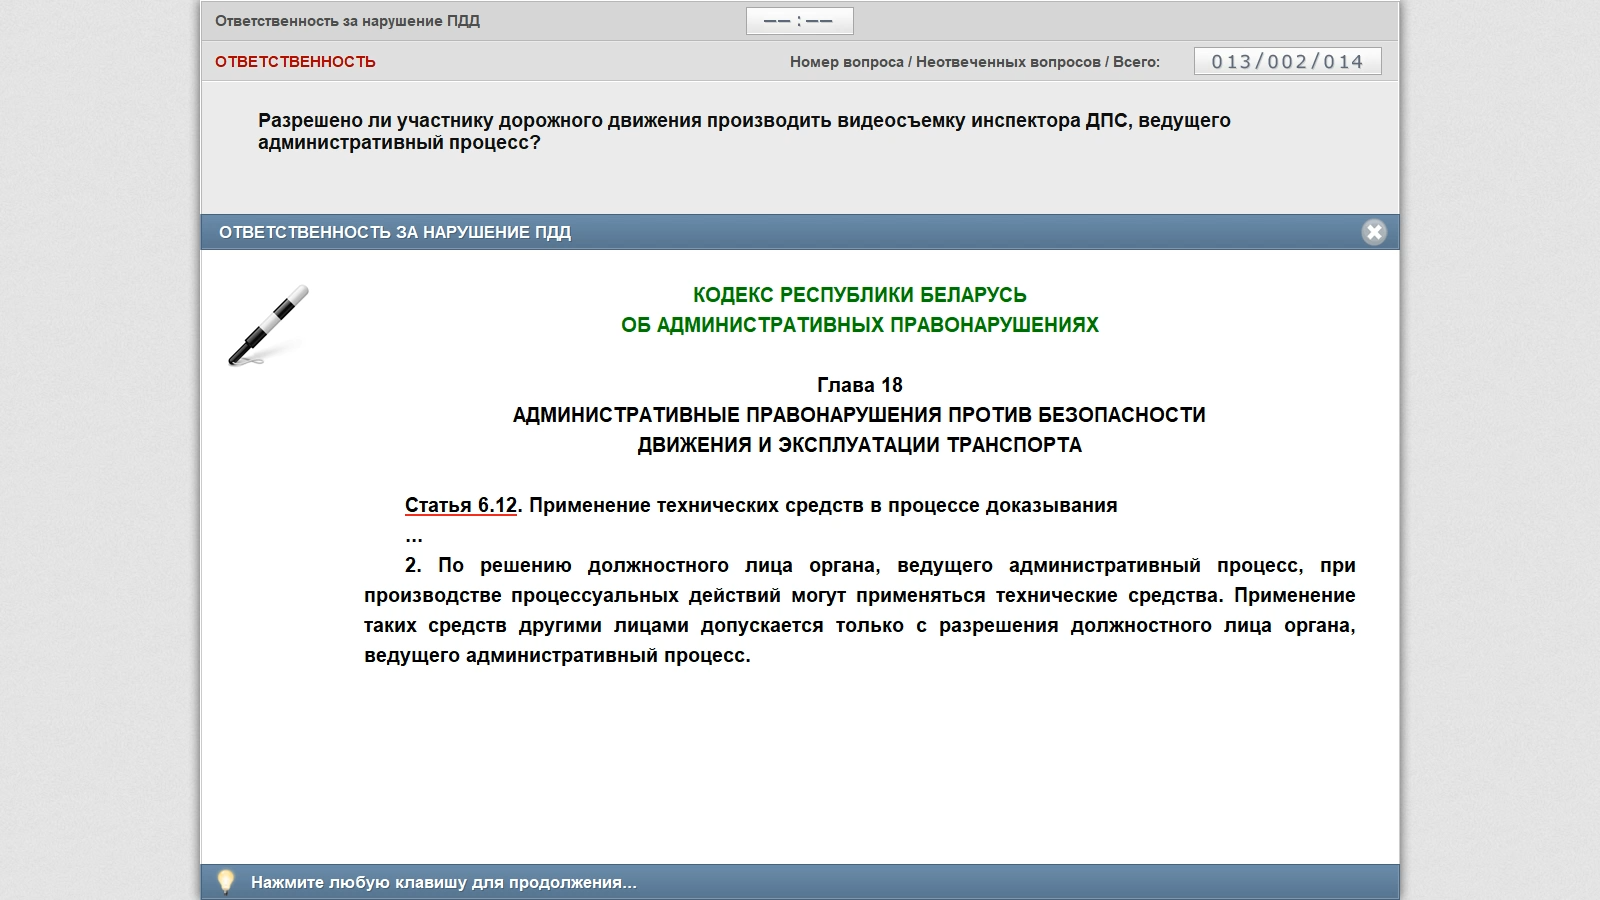 Ответственность за нарушение ПДД
––:––
ОТВЕТСТВЕННОСТЬ
Номер вопроса / Неотвеченных вопросов / Всего:
013/002/014
Разрешено ли участнику дорожного движения производить видеосъемку инспектора ДПС, ведущего
административный процесс?
ОТВЕТСТВЕННОСТЬ ЗА НАРУШЕНИЕ ПДД
КОДЕКС РЕСПУБЛИКИ БЕЛАРУСЬ
ОБ АДМИНИСТРАТИВНЫХ ПРАВОНАРУШЕНИЯХ
Глава 18
АДМИНИСТРАТИВНЫЕ ПРАВОНАРУШЕНИЯ ПРОТИВ БЕЗОПАСНОСТИ
ДВИЖЕНИЯ И ЭКСПЛУАТАЦИИ ТРАНСПОРТА
Статья 6.12. Применение технических средств в процессе доказывания
...
2. По решению должностного лица органа, ведущего административный процесс, при
производстве процессуальных действий могут применяться технические средства. Применение
таких средств другими лицами допускается только с разрешения должностного лица органа,
ведущего административный процесс.
Нажмите любую клавишу для продолжения...